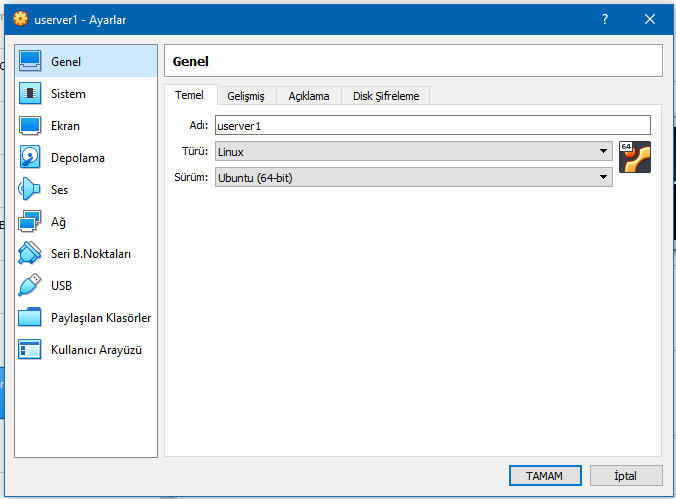 userver1 - Ayarlar
?
Genel
Sistem
Ekran
Depolama
Ses
Ağ
Seri B.Noktaları
USB
Paylaşılan Klasörler
Kullanıcı Arayüzü
Genel
Temel Gelişmiş Açıklama Disk Şifreleme
Adı: userver1
Türü: Linux
64
Sürüm: Ubuntu (64-bit)
TAMAM İptal